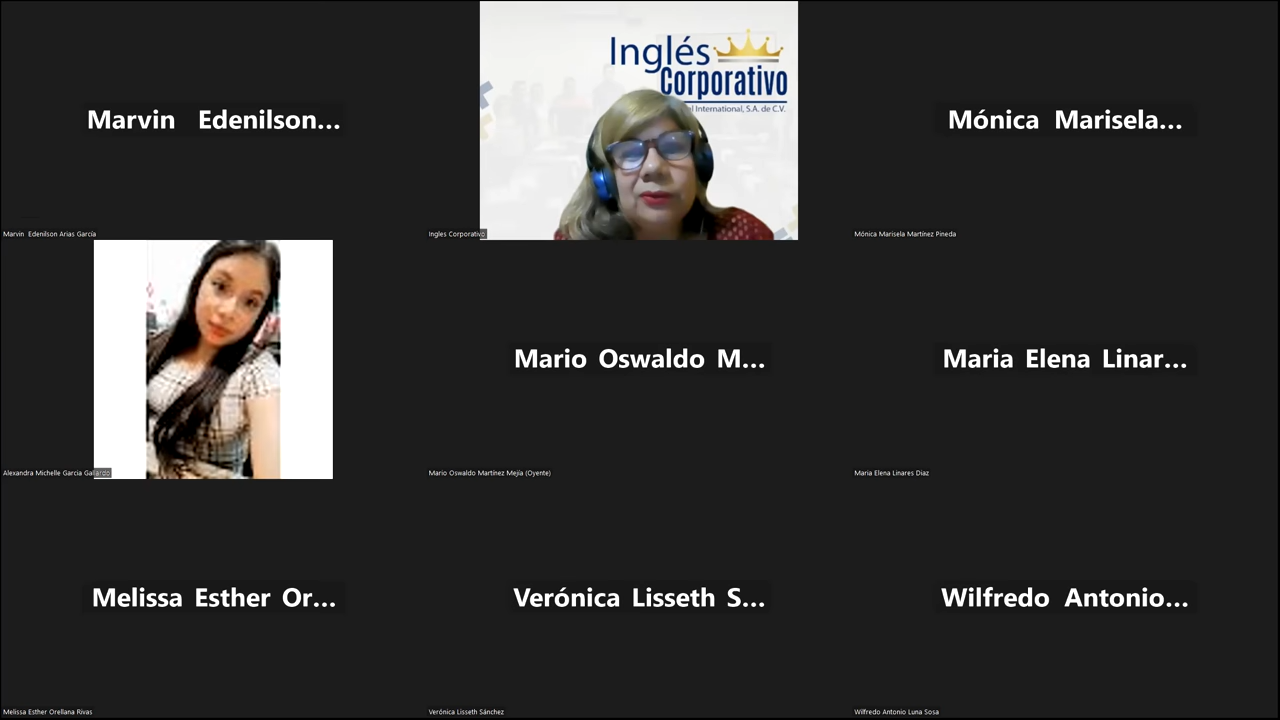 Marvin Edenilson...
Inglés
Corporativo
al International, S.A. de C.V.
Mónica Marisela...
Marvin Edenilson Arias García
Ingles Corporativo
Mónica Marisela Martínez Pineda
Mario Oswaldo M...
Maria Elena Linar...
Alexandra Michelle Garcia Gallardo
Mario Oswaldo Martínez Mejía (Oyente)
Maria Elena Linares Diaz
Melissa Esther Or...
Verónica Lisseth S...
Wilfredo Antonio...
Melissa Esther Orellana Rivas
Verónica Lisseth Sánchez
Wilfredo Antonio Luna Sosa